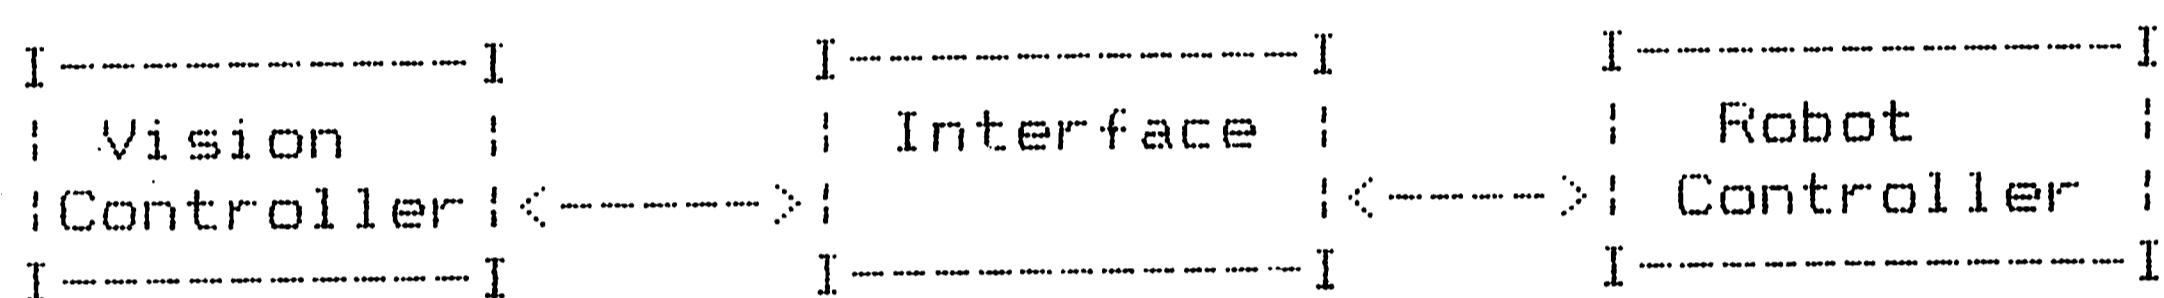 I----------I        I-----------I       I------------I
¦  Vision    ¦        ¦  Interface  ¦       ¦   Robot      ¦
¦Controller¦<----->¦             ¦<---->¦  Controller  ¦
I----------I        I-----------I       I------------I